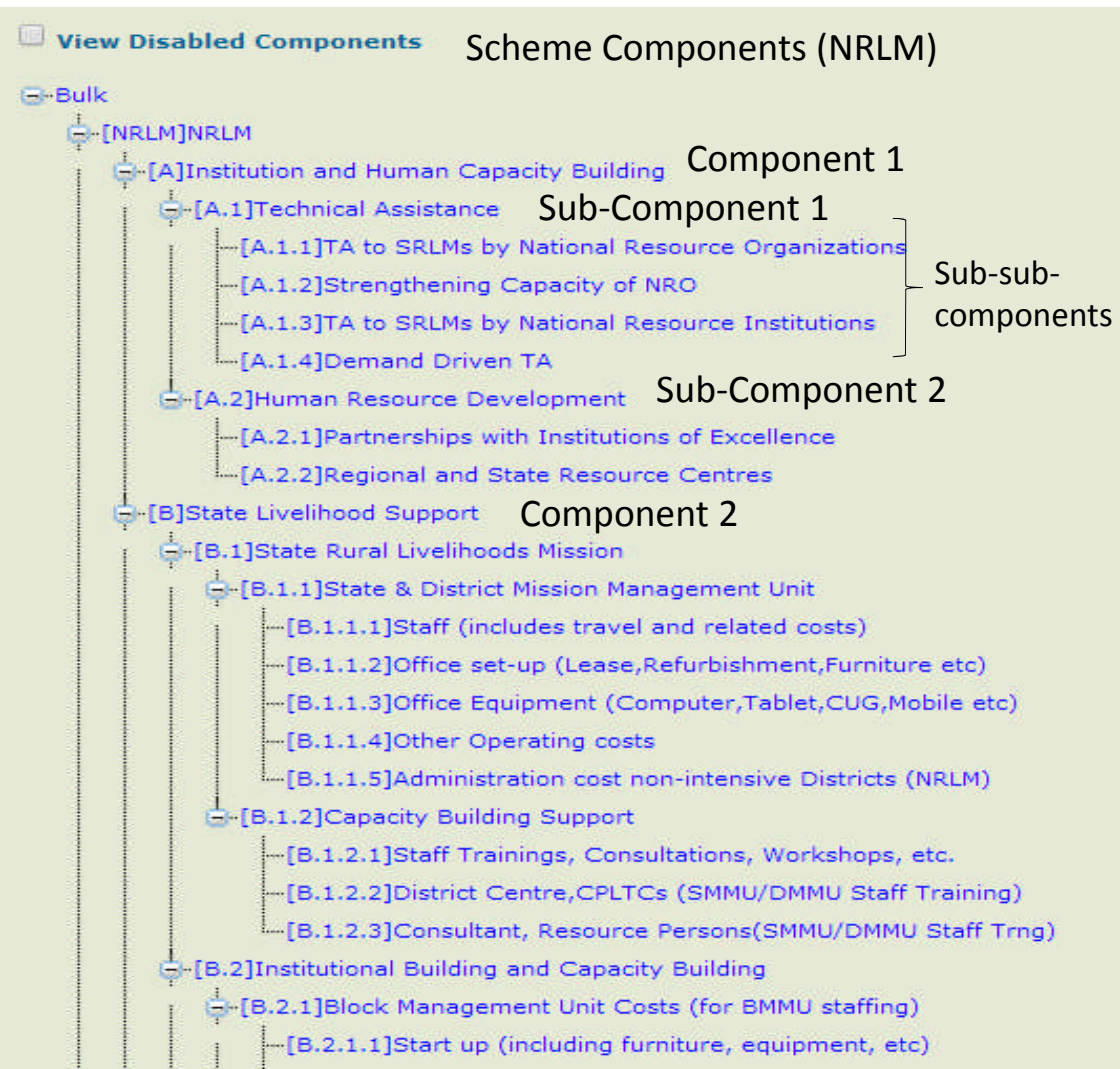 View Disabled Components Scheme Components (NRLM)
Bulk
[NRLM]NRLM
[A]Institution and Human Capacity Building Component 1
[A.1]Technical Assistance Sub-Component 1
[A.1.1]TA to SRLMs by National Resource Organizations
[A.1.2]Strengthening Capacity of NRO
Sub-sub-
components
[A.1.3]TA to SRLMs by National Resource Institutions
[A.1.4]Demand Driven TA
[A.2]Human Resource Development Sub-Component 2
[A.2.1]Partnerships with Institutions of Excellence
[A.2.2]Regional and State Resource Centres
[B]State Livelihood Support Component 2
[B.1]State Rural Livelihoods Mission
[B.1.1]State & District Mission Management Unit
[B.1.1.1]Staff (includes travel and related costs)
[B.1.1.2]Office set-up (Lease,Refurbishment,Furniture etc)
[B.1.1.3]Office Equipment (Computer,Tablet,CUG,Mobile etc)
[B.1.1.4]Other Operating costs
[B.1.1.5]Administration cost non-intensive Districts (NRLM)
[B.1.2]Capacity Building Support
[B.1.2.1]Staff Trainings, Consultations, Workshops, etc.
[B.1.2.2]District Centre,CPLTCs (SMMU/DMMU Staff Training)
[B.1.2.3]Consultant, Resource Persons(SMMU/DMMU Staff Trng)
[B.2]Institutional Building and Capacity Building
[B.2.1]Block Management Unit Costs (for BMMU staffing)
[B.2.1.1]Start up (including furniture, equipment, etc)